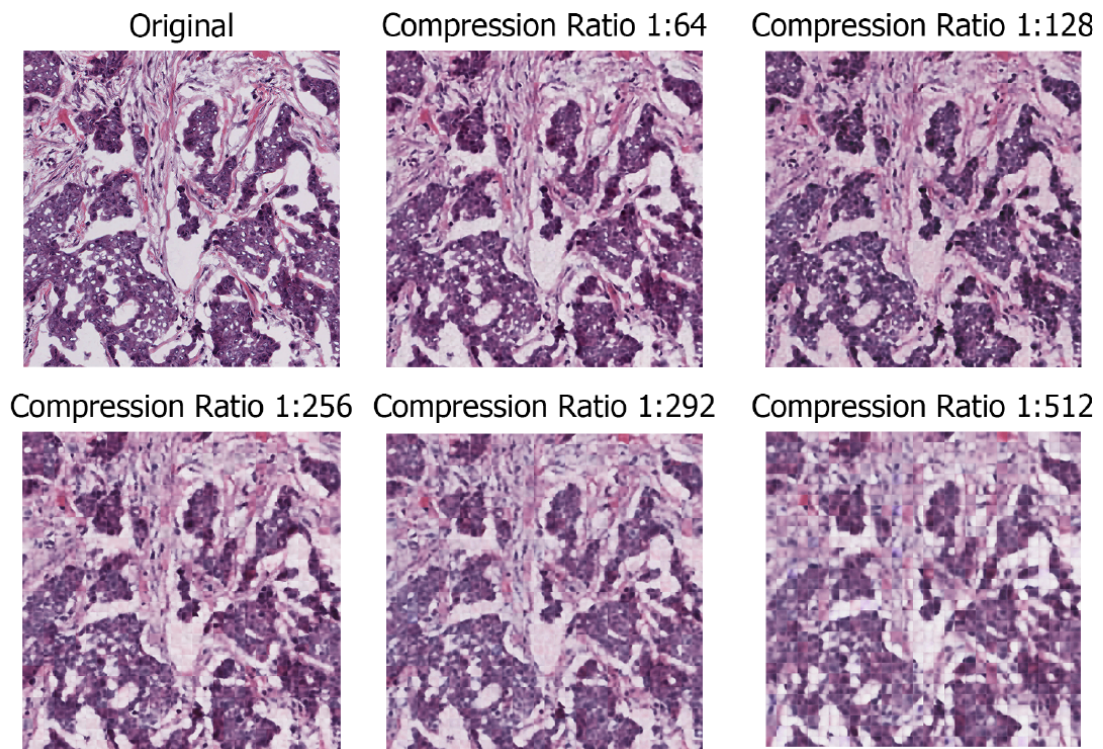 Original
Compression Ratio 1:64
Compression Ratio 1:128
Compression Ratio 1:256
Compression Ratio 1:292
Compression Ratio 1:512